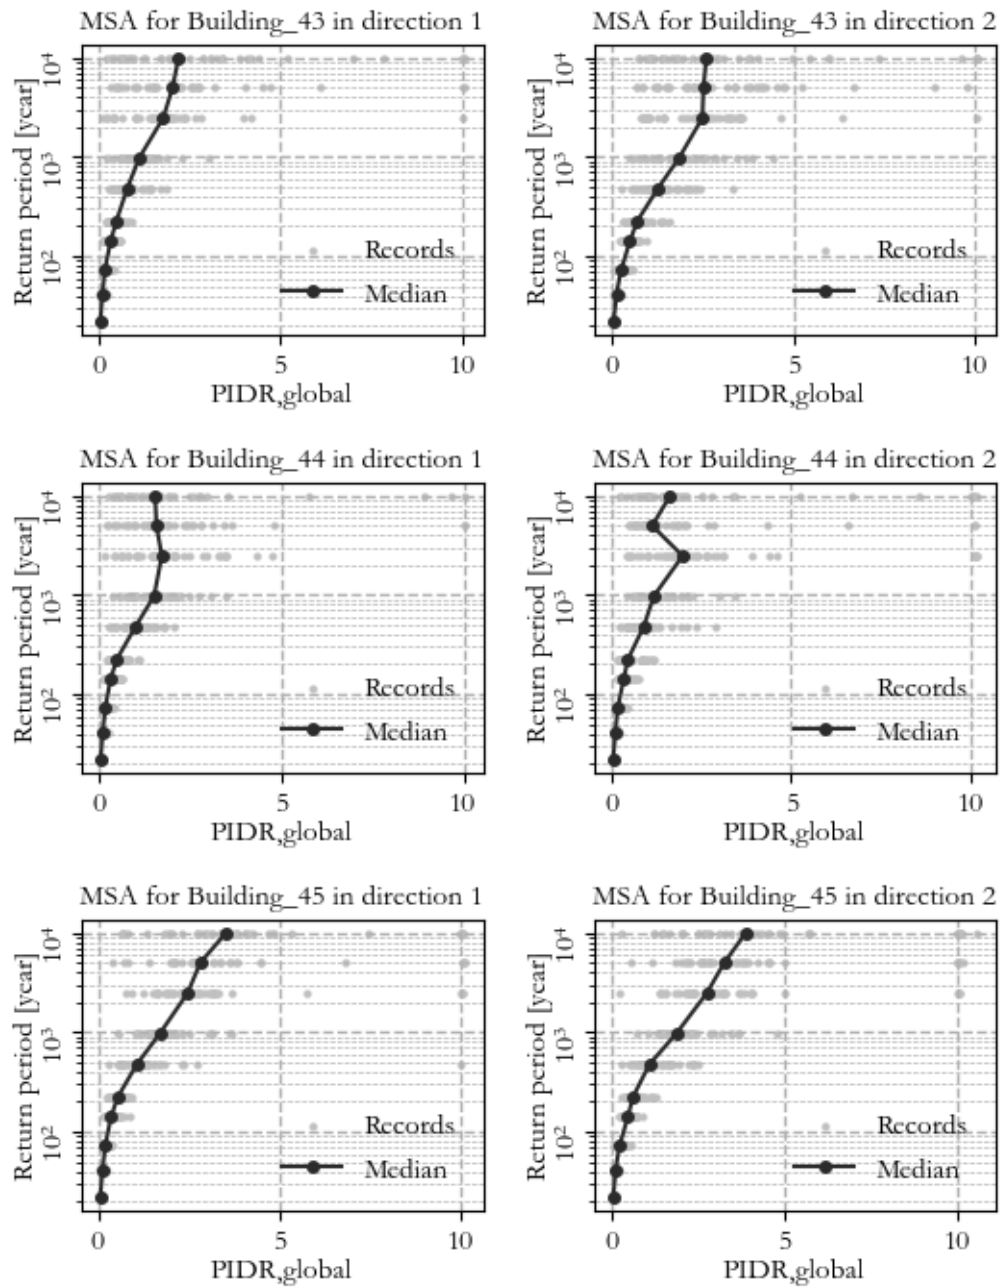 MSA for Building_43 in direction 1
Return period [year]
10⁴
10³
10²
Records
Median
0 5 10
PIDR,global
MSA for Building_43 in direction 2
Return period [year]
10⁴
10³
10²
Records
Median
0 5 10
PIDR,global
MSA for Building_44 in direction 1
Return period [year]
10⁴
10³
10²
Records
Median
0 5 10
PIDR,global
MSA for Building_44 in direction 2
Return period [year]
10⁴
10³
10²
Records
Median
0 5 10
PIDR,global
MSA for Building_45 in direction 1
Return period [year]
10⁴
10³
10²
Records
Median
0 5 10
PIDR,global
MSA for Building_45 in direction 2
Return period [year]
10⁴
10³
10²
Records
Median
0 5 10
PIDR,global